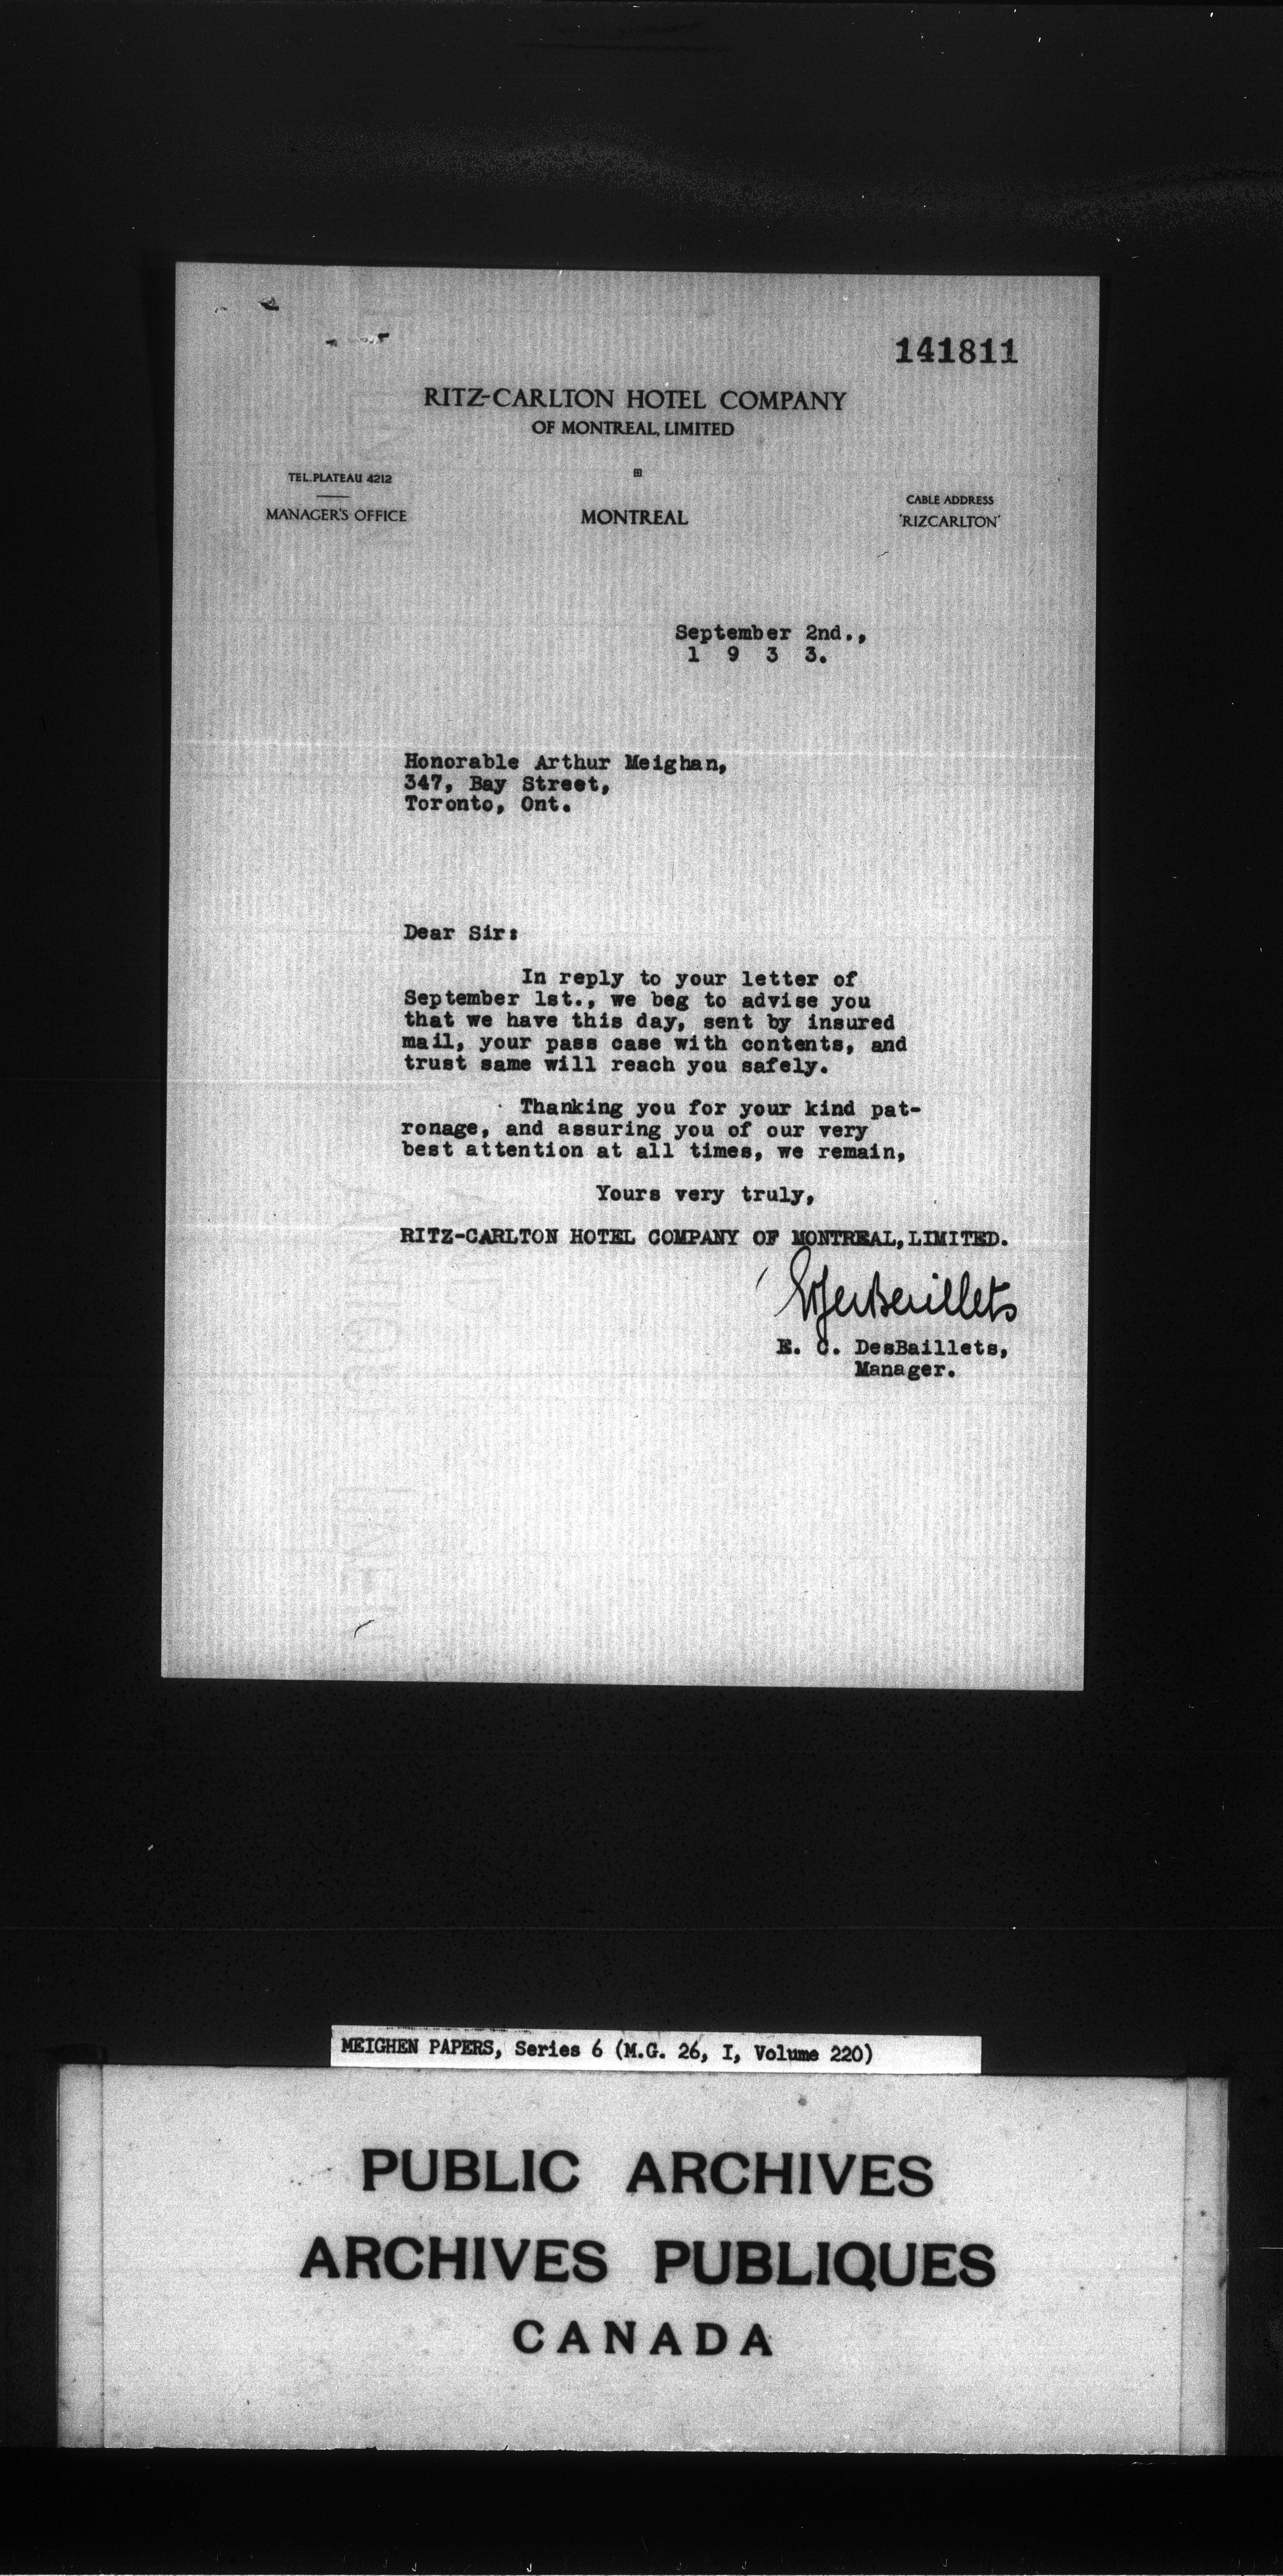 141811
RITZ-CARLTON HOTEL COMPANY
OF MONTREAL, LIMITED
TEL. PLATEAU 4212
MANAGER'S OFFICE
MONTREAL
CABLE ADDRESS
'RIZCARLTON'
September 2nd.,
1 9 3 3.
Honorable Arthur Meighan,
347, Bay Street,
Toronto, Ont.
Dear Sir:
In reply to your letter of
September 1st., we beg to advise you
that we have this day, sent by insured
mail, your pass case with contents, and
trust same will reach you safely.
Thanking you for your kind pat-
ronage, and assuring you of our very
best attention at all times, we remain,
Yours very truly,
RITZ-CARLTON HOTEL COMPANY OF MONTREAL, LIMITED.
E. C. DesBaillets,
Manager.
MEIGHEN PAPERS, Series 6 (M.G. 26, I, Volume 220)
PUBLIC ARCHIVES
ARCHIVES PUBLIQUES
CANADA